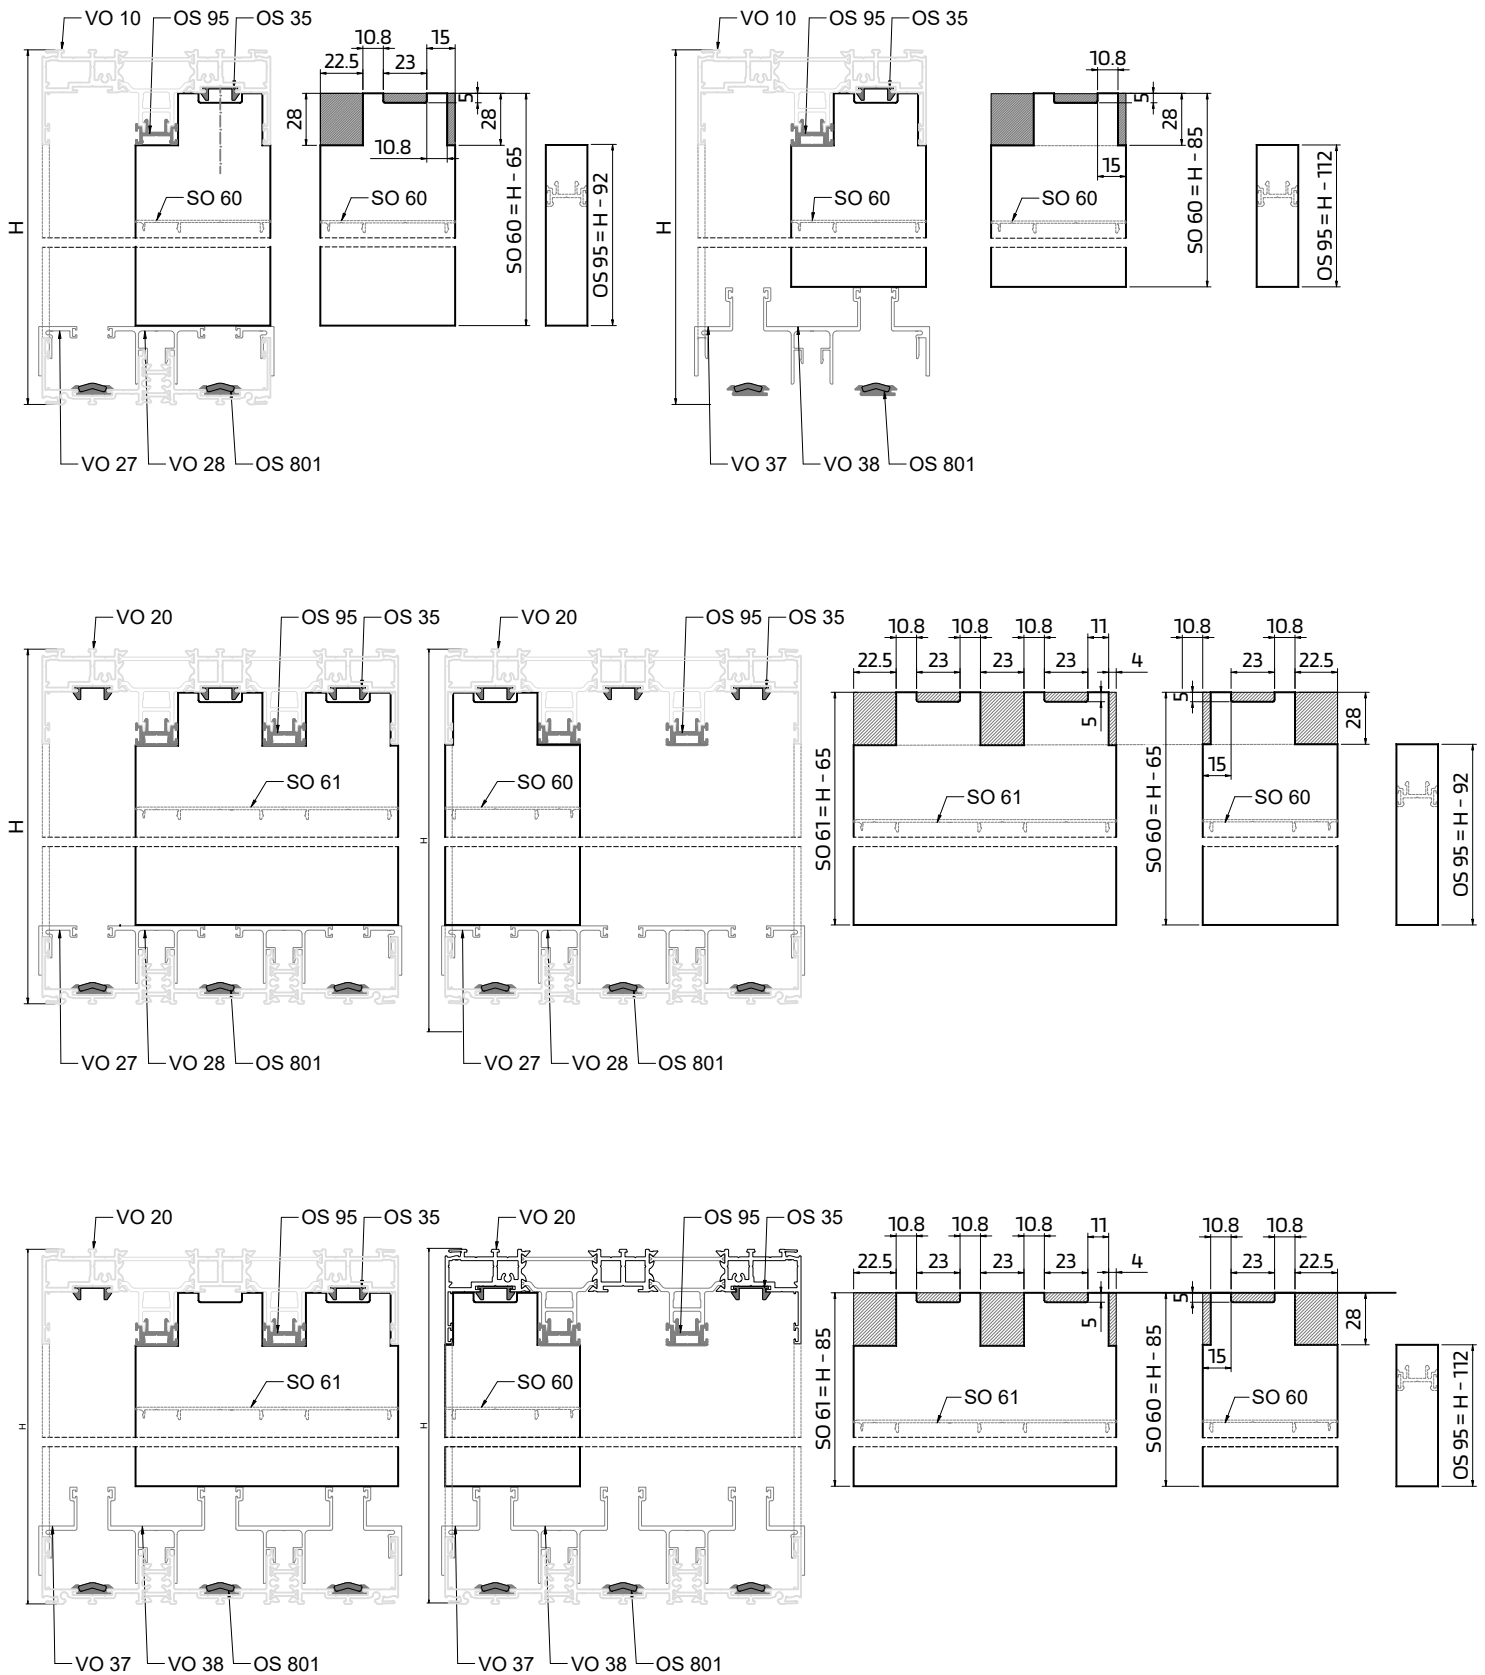 VO 10
OS 95
OS 35
10.8
15
22.5
23
28
5
28
10.8
SO 60
SO 60
H
SO 60 = H - 65
OS 95 = H - 92
VO 27
VO 28
OS 801
VO 10
OS 95
OS 35
10.8
5
28
15
SO 60
SO 60
H
SO 60 = H - 85
OS 95 = H - 112
VO 37
VO 38
OS 801
VO 20
OS 95
OS 35
SO 61
H
VO 27
VO 28
OS 801
VO 20
OS 95
OS 35
SO 60
H
VO 27
VO 28
OS 801
10.8
10.8
10.8
11
22.5
23
23
23
4
5
SO 61
SO 61 = H - 65
10.8
10.8
23
22.5
5
28
15
SO 60
SO 60 = H - 65
OS 95 = H - 92
VO 20
OS 95
OS 35
SO 61
H
VO 37
VO 38
OS 801
VO 20
OS 95
OS 35
SO 60
H
VO 37
VO 38
OS 801
10.8
10.8
10.8
11
22.5
23
23
23
4
5
SO 61
SO 61 = H - 85
10.8
10.8
23
22.5
5
28
15
SO 60
SO 60 = H - 85
OS 95 = H - 112